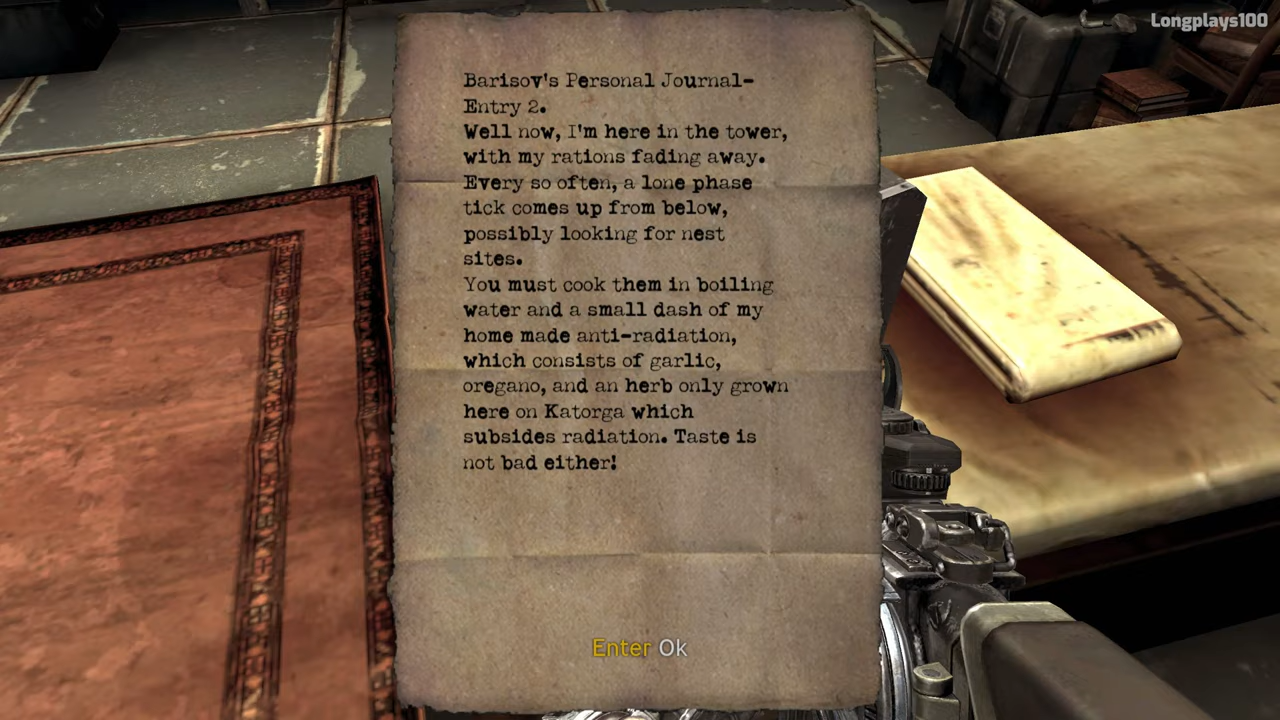 Longplays100
Barisov's Personal Journal-
Entry 2.
Well now, I'm here in the tower,
with my rations fading away.
Every so often, a lone phase
tick comes up from below,
possibly looking for nest
sites.
You must cook them in boiling
water and a small dash of my
home made anti-radiation,
which consists of garlic,
oregano, and an herb only grown
here on Katorga which
subsides radiation. Taste is
not bad either!
Enter Ok